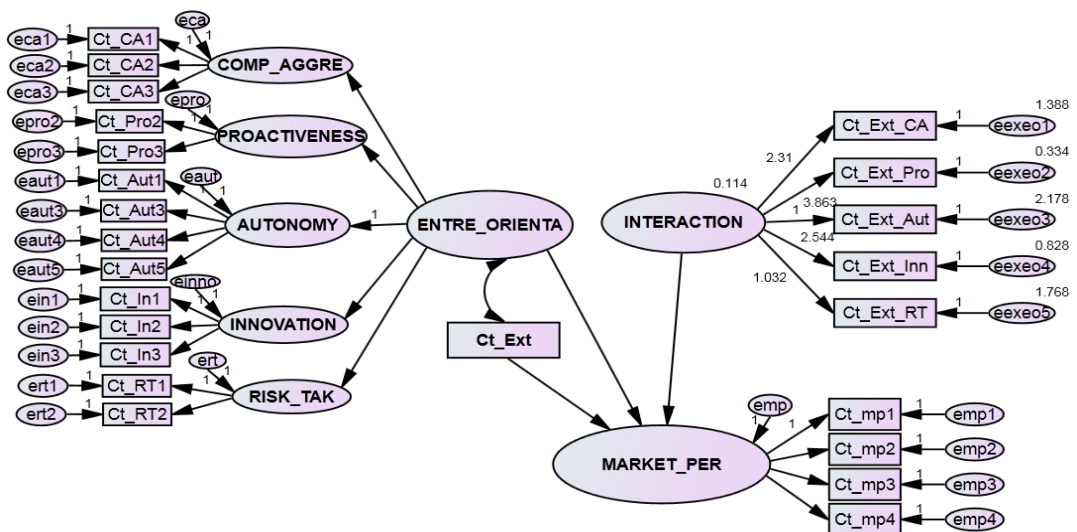 eca
eca1 1 Ct_CA1 1
eca2 1 Ct_CA2 1
eca3 1 Ct_CA3
COMP_AGGRE
epro 1
epro2 1 Ct_Pro2 1
epro3 1 Ct_Pro3
PROACTIVENESS
eaut 1
eaut1 1 Ct_Aut1 1
eaut3 1 Ct_Aut3
eaut4 1 Ct_Aut4
eaut5 1 Ct_Aut5
AUTONOMY
1
ENTRE_ORIENTA
einno 1
ein1 1 Ct_In1 1
ein2 1 Ct_In2
ein3 1 Ct_In3
INNOVATION
ert 1
ert1 1 Ct_RT1 1
ert2 1 Ct_RT2
RISK_TAK
Ct_Ext
0.114
INTERACTION
2.31
3.863
1
2.544
1.032
Ct_Ext_CA 1 eexeo1 1.388
Ct_Ext_Pro 1 eexeo2 0.334
Ct_Ext_Aut 1 eexeo3 2.178
Ct_Ext_Inn 1 eexeo4 0.828
Ct_Ext_RT 1 eexeo5 1.768
emp
1
MARKET_PER
1 Ct_mp1 1 emp1
Ct_mp2 1 emp2
Ct_mp3 1 emp3
Ct_mp4 1 emp4